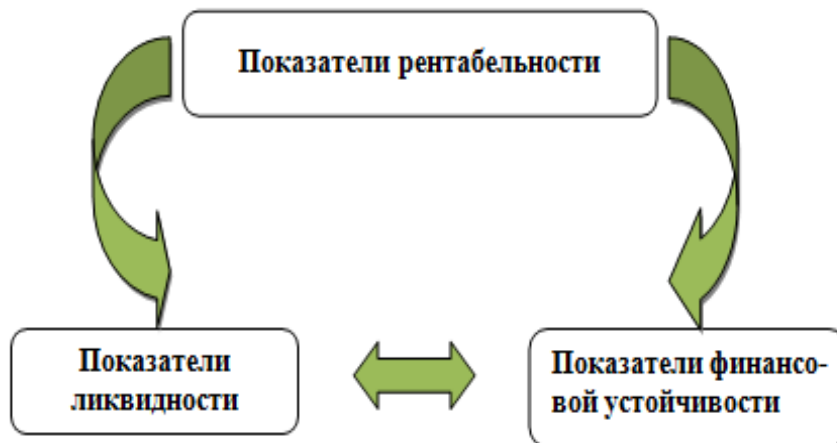 Показатели рентабельности
Показатели
ликвидности
Показатели финансо-
вой устойчивости